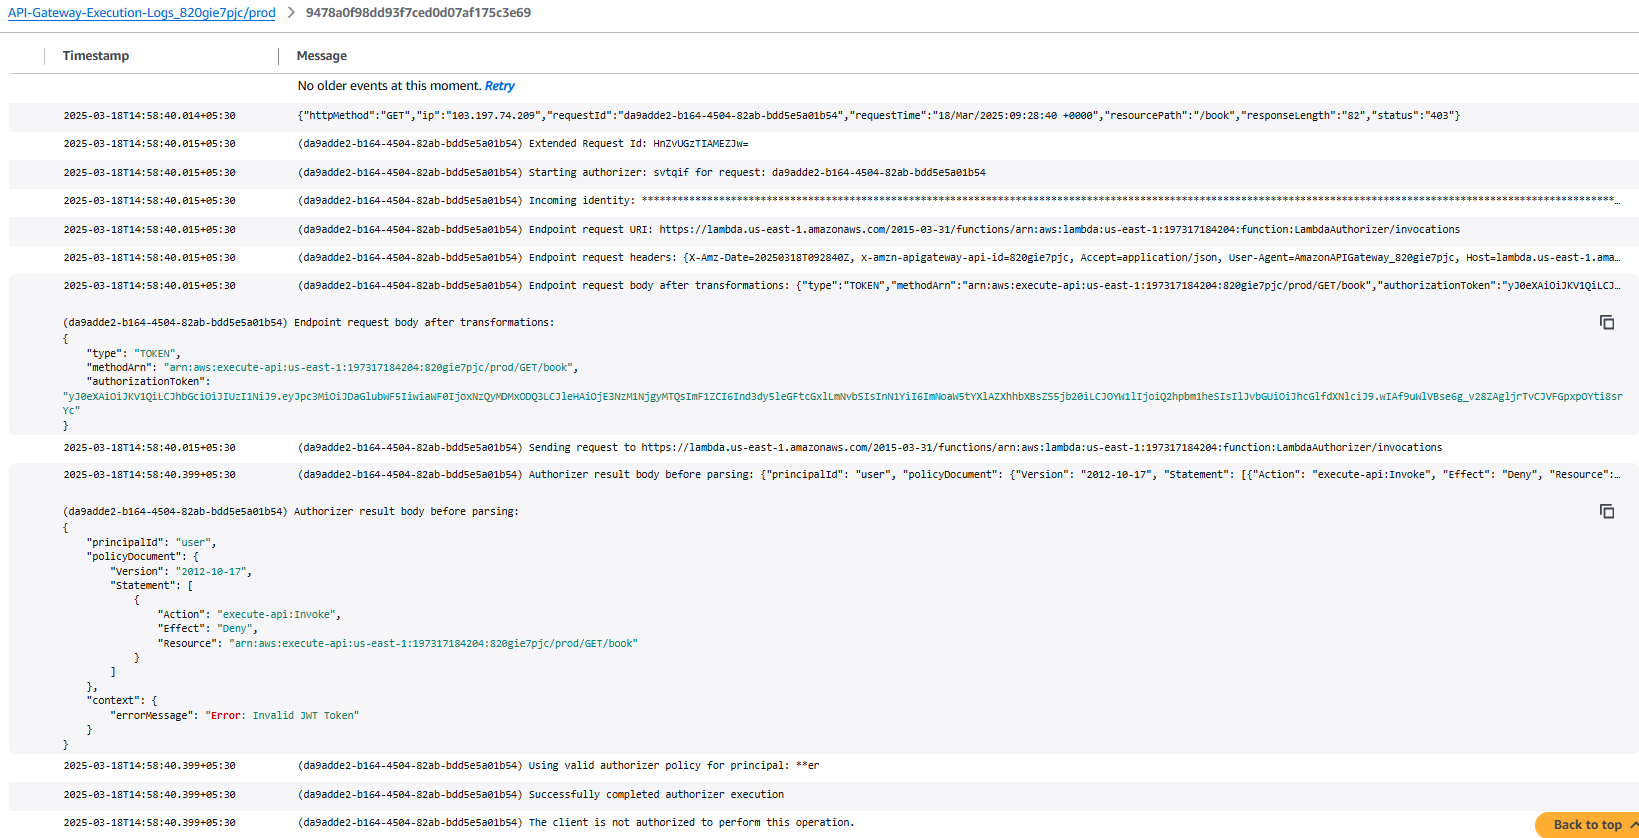 API-Gateway-Execution-Logs_820gie7pjc/prod > 9478a0f98dd93f7ced0d07af175c3e69
Timestamp Message
No older events at this moment. Retry
2025-03-18T14:58:40.014+05:30 {"httpMethod":"GET","ip":"103.197.74.209","requestId":"da9adde2-b164-4504-82ab-bdd5e5a01b54","requestTime":"18/Mar/2025:09:28:40 +0000","resourcePath":"/book","responseLength":"82","status":"403"}
2025-03-18T14:58:40.015+05:30 (da9adde2-b164-4504-82ab-bdd5e5a01b54) Extended Request Id: HnZvUGzTIAMEZJw=
2025-03-18T14:58:40.015+05:30 (da9adde2-b164-4504-82ab-bdd5e5a01b54) Starting authorizer: svtqif for request: da9adde2-b164-4504-82ab-bdd5e5a01b54
2025-03-18T14:58:40.015+05:30 (da9adde2-b164-4504-82ab-bdd5e5a01b54) Incoming identity:
2025-03-18T14:58:40.015+05:30 (da9adde2-b164-4504-82ab-bdd5e5a01b54) Endpoint request URI: https://lambda.us-east-1.amazonaws.com/2015-03-31/functions/arn:aws:lambda:us-east-1:197317184204:function:LambdaAuthorizer/invocations
2025-03-18T14:58:40.015+05:30 (da9adde2-b164-4504-82ab-bdd5e5a01b54) Endpoint request headers: {X-Amz-Date=20250318T092840Z, x-amzn-apigateway-api-id=820gie7pjc, Accept=application/json, User-Agent=AmazonAPIGateway_820gie7pjc, Host=lambda.us-east-1.ama…
2025-03-18T14:58:40.015+05:30 (da9adde2-b164-4504-82ab-bdd5e5a01b54) Endpoint request body after transformations: {"type":"TOKEN","methodArn":"arn:aws:execute-api:us-east-1:197317184204:820gie7pjc/prod/GET/book","authorizationToken":"yJ0eXAiOiJKV1QiLCJ…
(da9adde2-b164-4504-82ab-bdd5e5a01b54) Endpoint request body after transformations:
{
"type": "TOKEN",
"methodArn": "arn:aws:execute-api:us-east-1:197317184204:820gie7pjc/prod/GET/book",
"authorizationToken":
Yc"
}
2025-03-18T14:58:40.015+05:30 (da9adde2-b164-4504-82ab-bdd5e5a01b54) Sending request to https://lambda.us-east-1.amazonaws.com/2015-03-31/functions/arn:aws:lambda:us-east-1:197317184204:function:LambdaAuthorizer/invocations
2025-03-18T14:58:40.399+05:30 (da9adde2-b164-4504-82ab-bdd5e5a01b54) Authorizer result body before parsing: {"principalId": "user", "policyDocument": {"Version": "2012-10-17", "Statement": [{"Action": "execute-api:Invoke", "Effect": "Deny", "Resource":…
(da9adde2-b164-4504-82ab-bdd5e5a01b54) Authorizer result body before parsing:
{
"principalId": "user",
"policyDocument": {
"Version": "2012-10-17",
"Statement": [
{
"Action": "execute-api:Invoke",
"Effect": "Deny",
"Resource": "arn:aws:execute-api:us-east-1:197317184204:820gie7pjc/prod/GET/book"
}
]
},
"context": {
"errorMessage": "Error: Invalid JWT Token"
}
}
2025-03-18T14:58:40.399+05:30 (da9adde2-b164-4504-82ab-bdd5e5a01b54) Using valid authorizer policy for principal: **er
2025-03-18T14:58:40.399+05:30 (da9adde2-b164-4504-82ab-bdd5e5a01b54) Successfully completed authorizer execution
2025-03-18T14:58:40.399+05:30 (da9adde2-b164-4504-82ab-bdd5e5a01b54) The client is not authorized to perform this operation.
Back to top